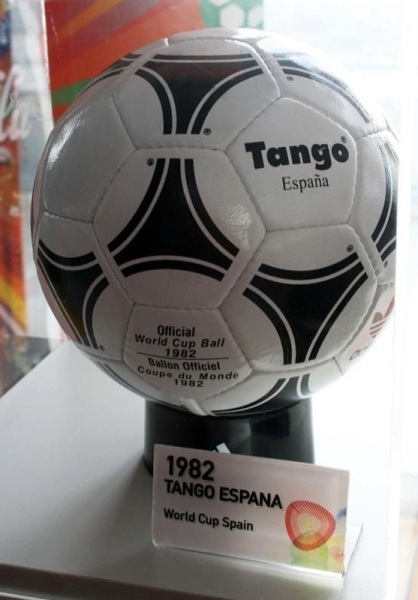 Tango
España
Official
World Cup Ball
1982
Ballon Officiel
Coupe du Monde
1982
1982
TANGO ESPANA
World Cup Spain